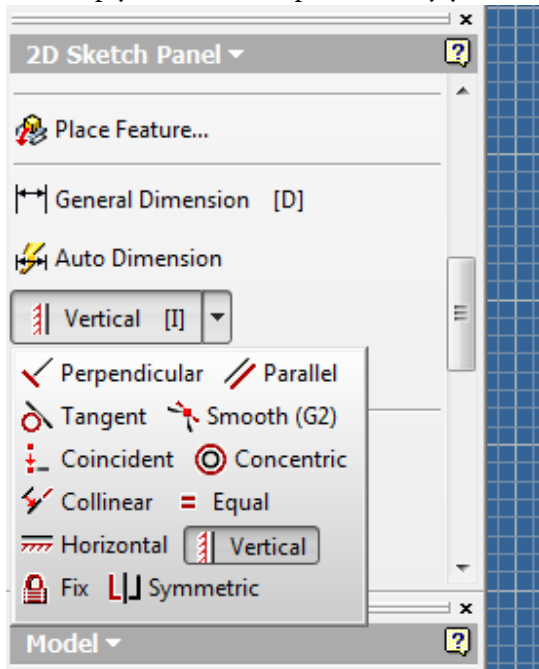 2D Sketch Panel
Place Feature...
General Dimension [D]
Auto Dimension
Vertical [I]
Perpendicular Parallel
Tangent Smooth (G2)
Coincident Concentric
Collinear Equal
Horizontal Vertical
Fix Symmetric
Model